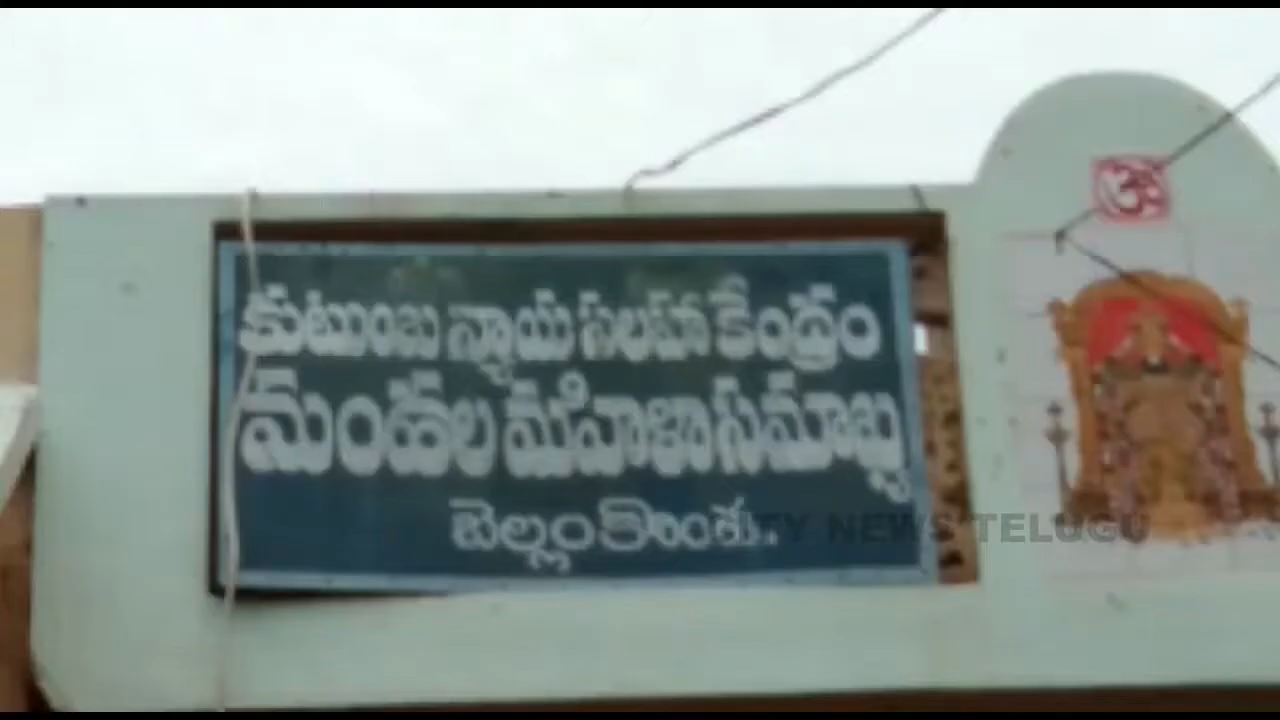 కుటుంబ న్యాయ సలహా కేంద్రం
మండల మహిళా సమాఖ్య
బెల్లంకొండ.
ఓం
NEWS TELUGU